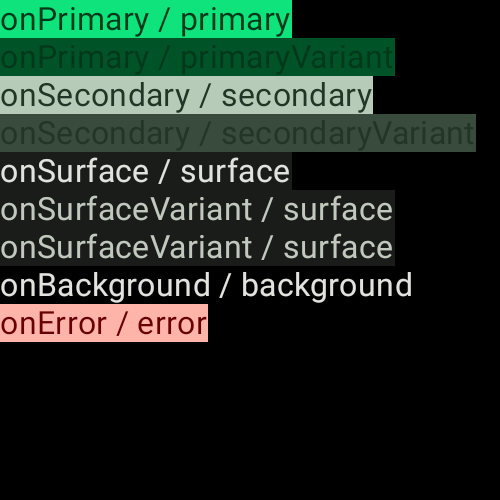 onPrimary / primary
onPrimary / primaryVariant
onSecondary / secondary
onSecondary / secondaryVariant
onSurface / surface
onSurfaceVariant / surface
onSurfaceVariant / surface
onBackground / background
onError / error